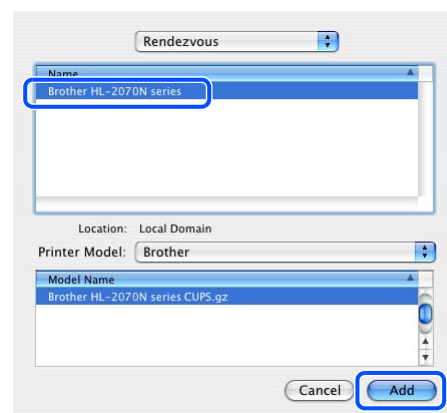 Rendezvous
Name
Brother HL-2070N series
Location: Local Domain
Printer Model: Brother
Model Name
Brother HL-2070N series CUPS.gz
Cancel Add